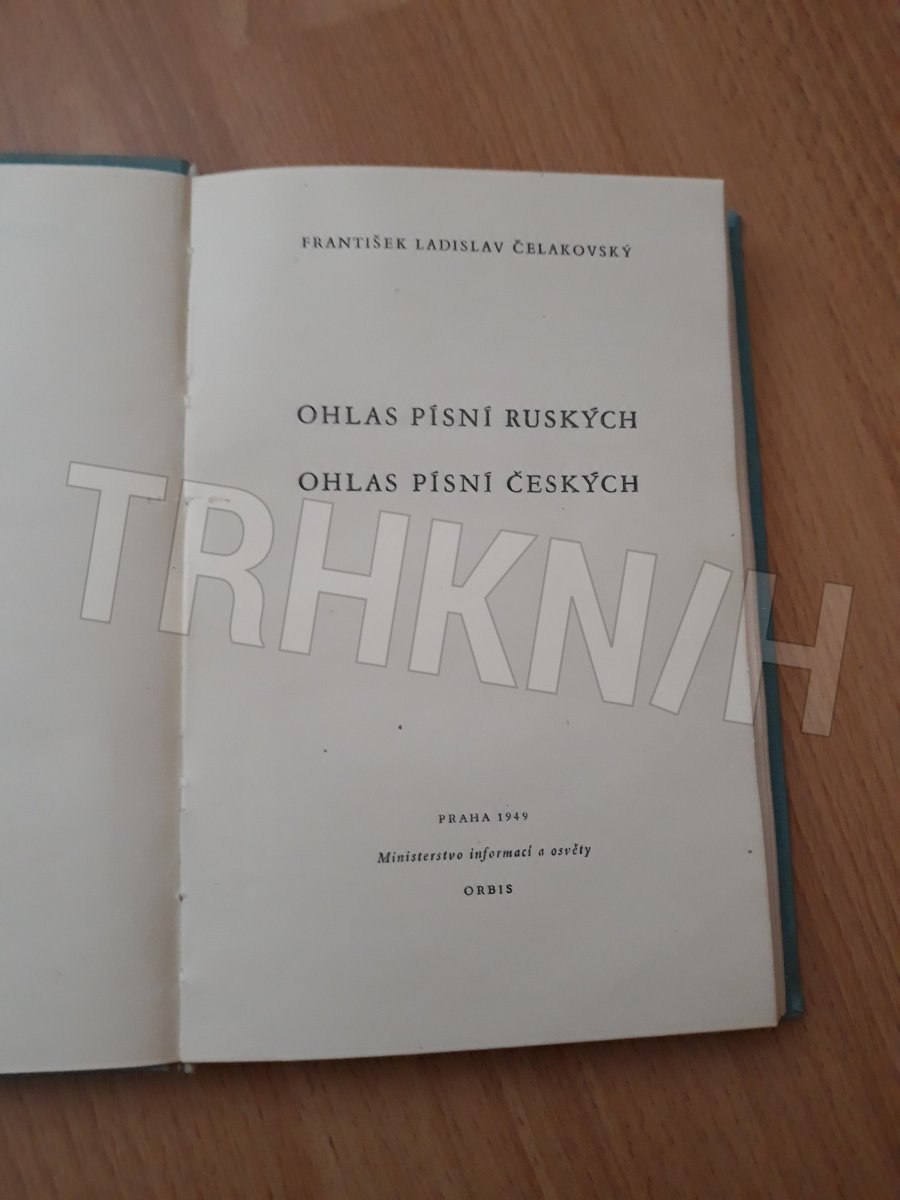 FRANTIŠEK LADISLAV ČELAKOVSKÝ
OHLAS PÍSNÍ RUSKÝCH
OHLAS PÍSNÍ ČESKÝCH
TRHKNIH
PRAHA 1949
Ministerstvo informací a osvěty
ORBIS